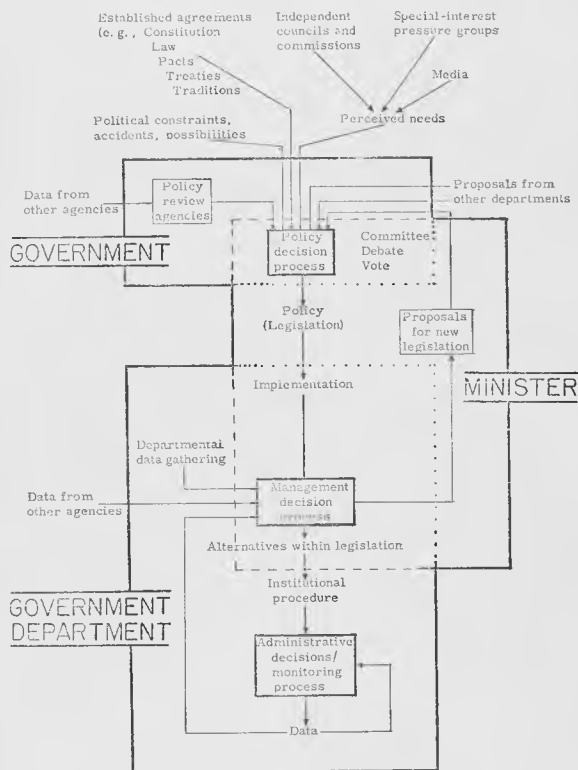 Established agreements
(e.g., Constitution
Law
Pacts
Treaties
Traditions
Independent
councils and
commissions
Special-interest
pressure groups
Media
Political constraints,
accidents, possibilities
Perceived needs
Data from
other agencies
Policy
review
agencies
Proposals from
other departments
GOVERNMENT
Policy
decision
process
Committee
Debate
Vote
Policy
(Legislation)
Proposals
for new
legislation
Implementation
MINISTER
Departmental
data gathering
Data from
other agencies
Management
decision
process
Alternatives within legislation
Institutional
procedure
GOVERNMENT
DEPARTMENT
Administrative
decisions/
monitoring
process
Data